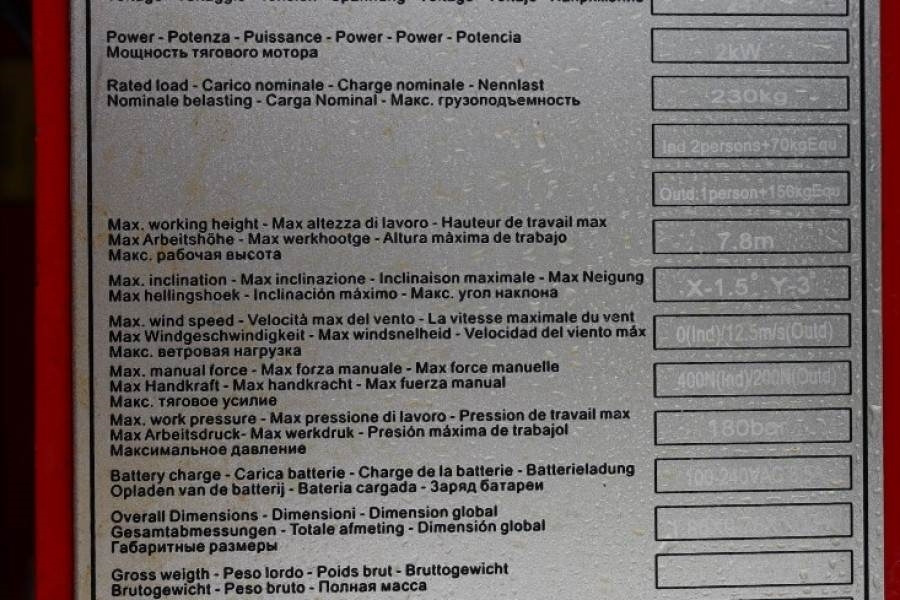 Power - Potenza - Puissance - Power - Power - Potencia
Мощность тягового мотора
2kW
Rated load - Carico nominale - Charge nominale - Nennlast
Nominale belasting - Carga Nominal - Макс. грузоподъемность
230kg
Ind 2persons+70kgEqu
Outd:1person+150kgEqu
Max. working height - Max altezza di lavoro - Hauteur de travail max
Max Arbeitshöhe - Max werkhootge - Altura màxima de trabajo
Макс. рабочая высота
7.8m
Max. inclination - Max inclinazione - Inclinaison maximale - Max Neigung
Max hellingshoek - Inclinación máximo - Макс. угол наклона
X-1.5° Y-3°
Max. wind speed - Velocità max del vento - La vitesse maximale du vent
Max Windgeschwindigkeit - Max windsnelheid - Velocidad del viento máx
Макс. ветровая нагрузка
0(Ind)/12.5m/s(Outd)
Max. manual force - Max forza manuale - Max force manuelle
Max Handkraft - Max handkracht - Max fuerza manual
Макс. тяговое усилие
400N(Ind)/200N(Outd)
Max. work pressure - Max pressione di lavoro - Pression de travail max
Max Arbeitsdruck- Max werkdruk - Presión máxima de trabajol
Максимальное давление
180bar
Battery charge - Carica batterie - Charge de la batterie - Batterieladung
Opladen van de batterij - Bateria cargada - Заряд батареи
100-240VAC
Overall Dimensions - Dimensioni - Dimension global
Gesamtabmessungen - Totale afmeting - Dimensión global
Габаритные размеры
Gross weigth - Peso lordo - Poids brut - Bruttogewicht
Brutogewicht - Peso bruto - Полная масса